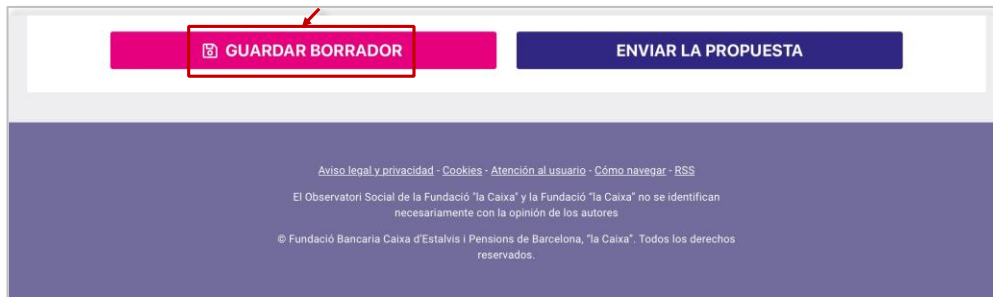 GUARDAR BORRADOR
ENVIAR LA PROPUESTA
Aviso legal y privacidad - Cookies - Atención al usuario - Cómo navegar - RSS
El Observatori Social de la Fundació "la Caixa" y la Fundació "la Caixa" no se identifican
necesariamente con la opinión de los autores
© Fundació Bancaria Caixa d'Estalvis i Pensions de Barcelona, "la Caixa". Todos los derechos
reservados.